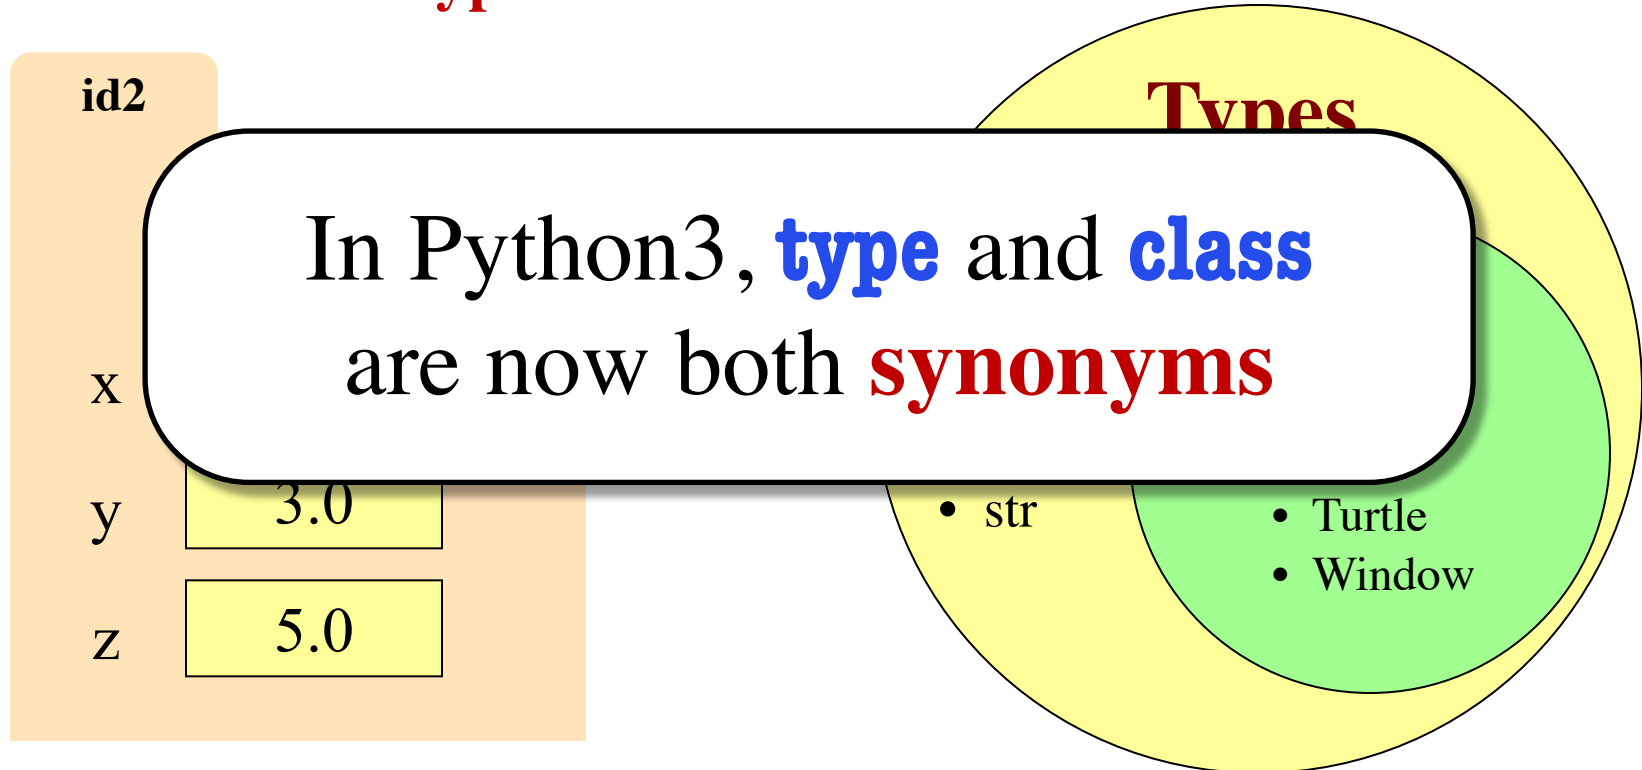 id2
Types
In Python3, type and class
are now both synonyms
x
y
3.0
z
5.0
• str
• Turtle
• Window